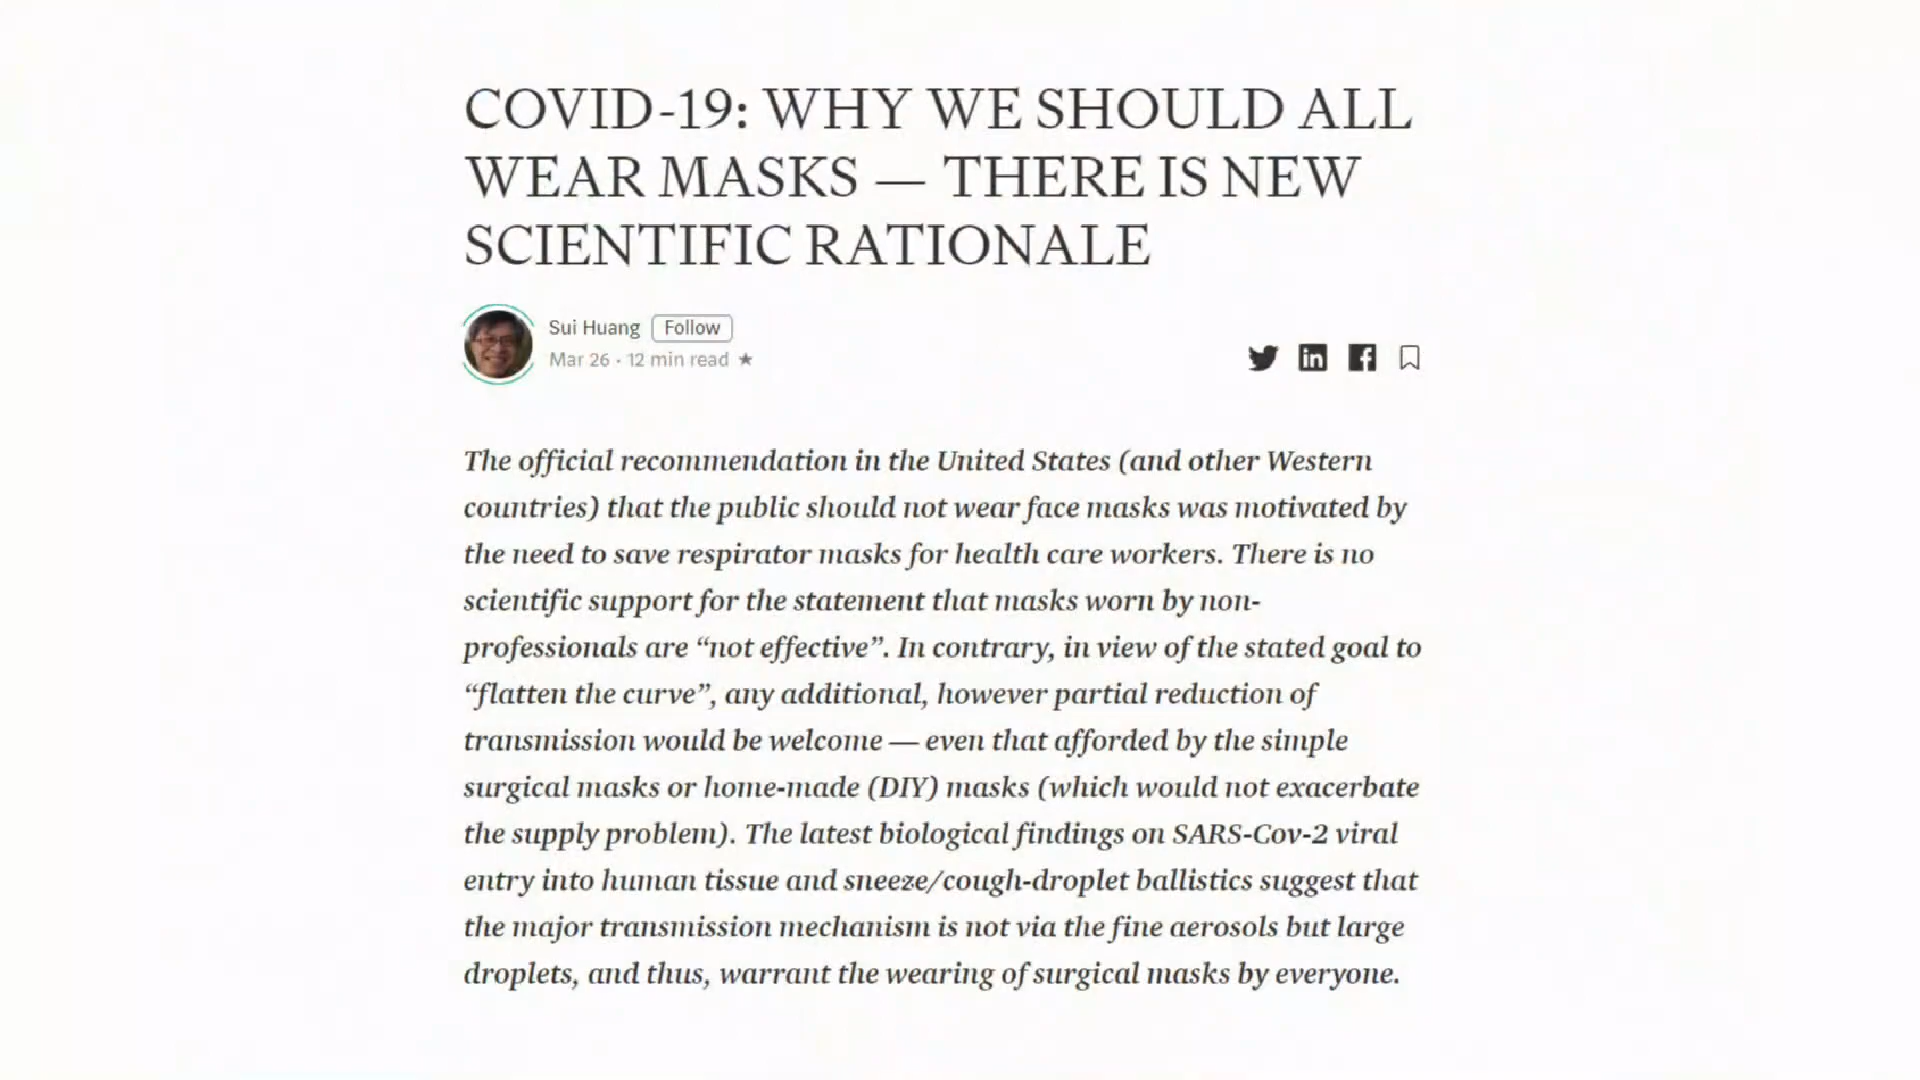 COVID-19: WHY WE SHOULD ALL
WEAR MASKS — THERE IS NEW
SCIENTIFIC RATIONALE
Sui Huang Follow
Mar 26 · 12 min read ★
The official recommendation in the United States (and other Western
countries) that the public should not wear face masks was motivated by
the need to save respirator masks for health care workers. There is no
scientific support for the statement that masks worn by non-
professionals are “not effective”. In contrary, in view of the stated goal to
“flatten the curve”, any additional, however partial reduction of
transmission would be welcome — even that afforded by the simple
surgical masks or home-made (DIY) masks (which would not exacerbate
the supply problem). The latest biological findings on SARS-Cov-2 viral
entry into human tissue and sneeze/cough-droplet ballistics suggest that
the major transmission mechanism is not via the fine aerosols but large
droplets, and thus, warrant the wearing of surgical masks by everyone.